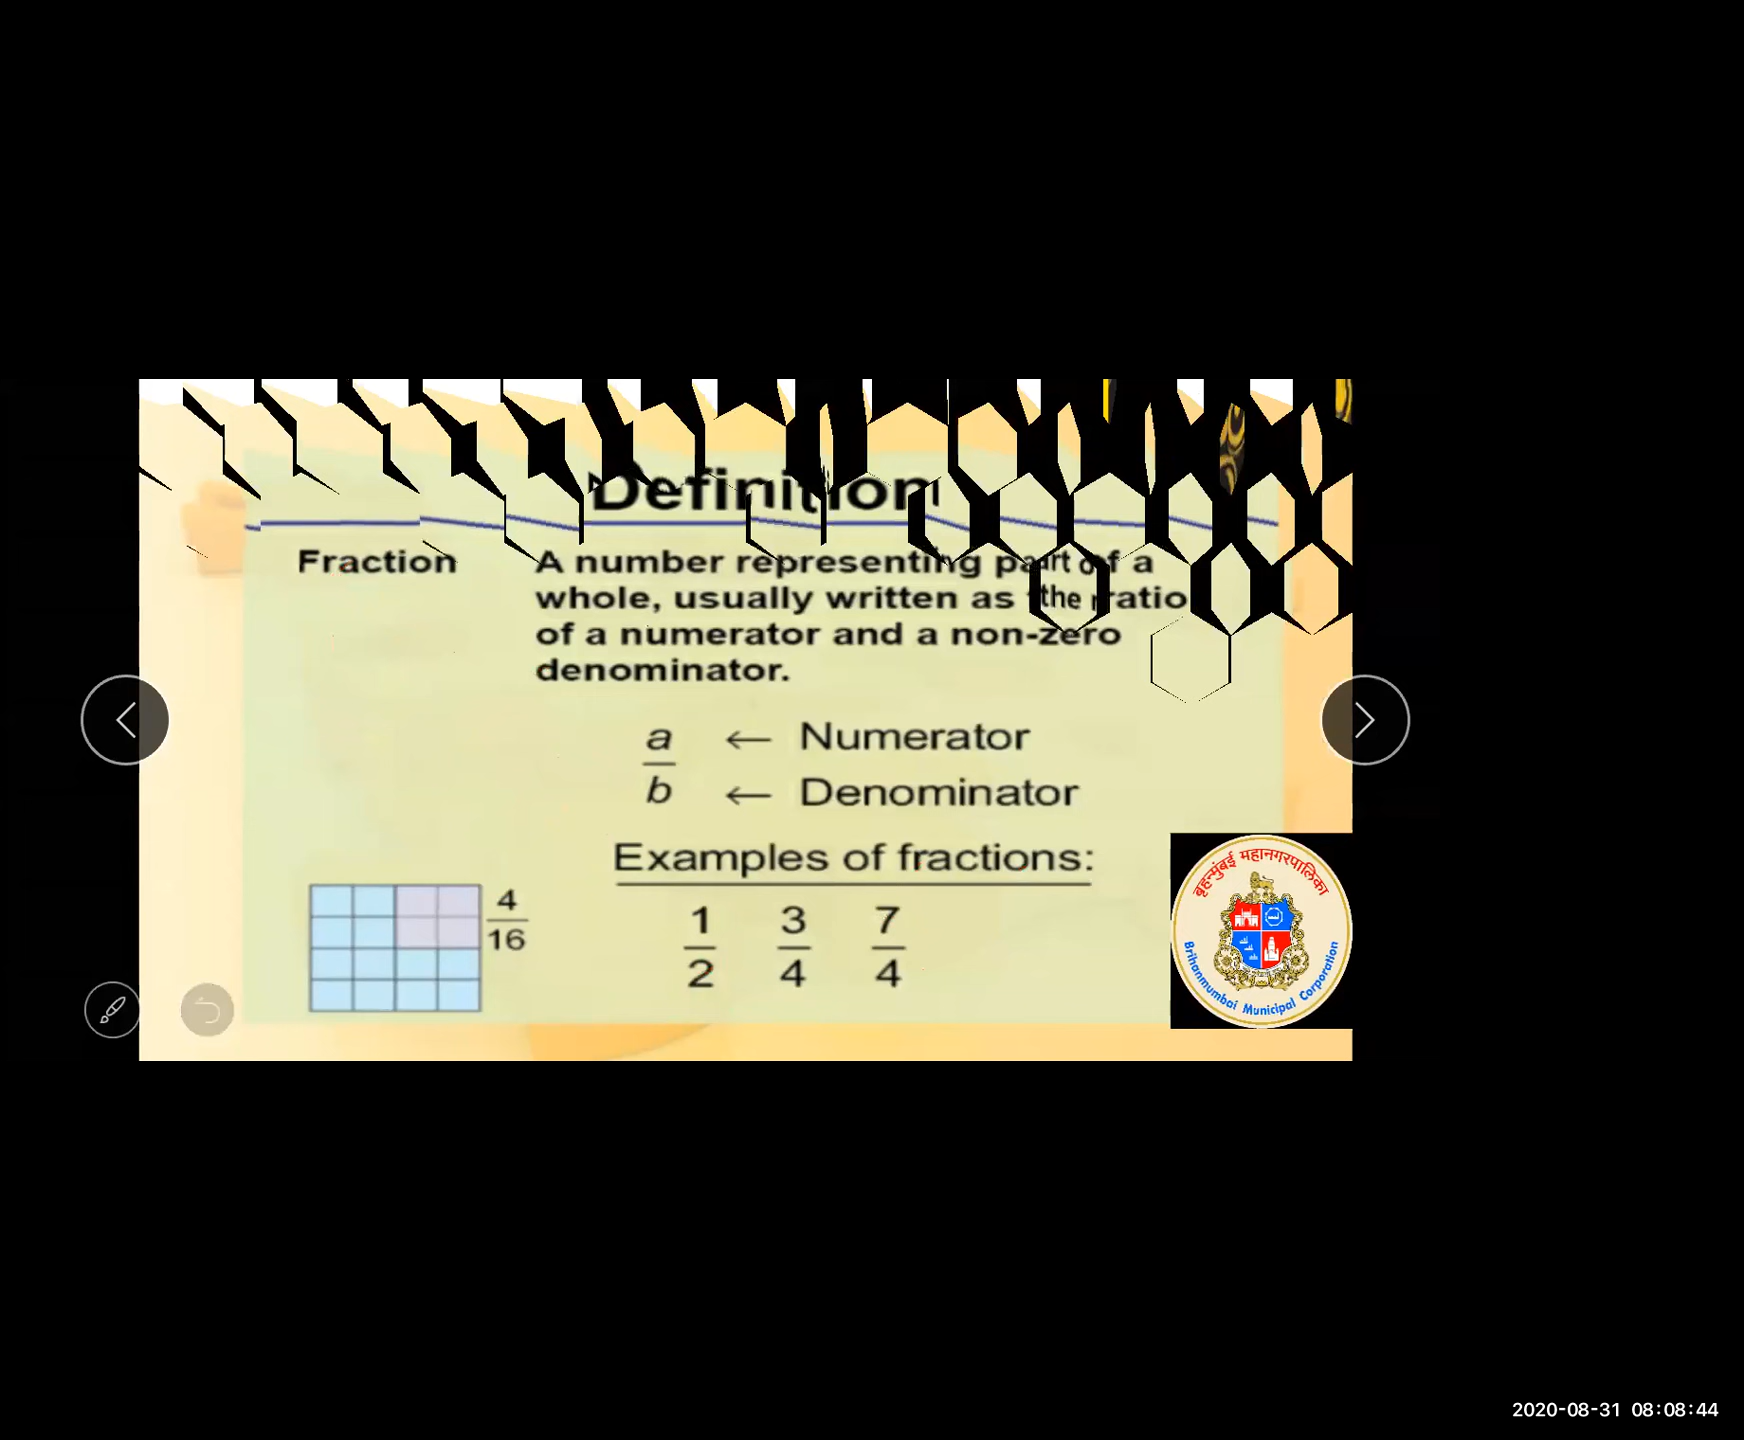 Definition
Fraction
A number representing part of a
whole, usually written as the ratio
of a numerator and a non-zero
denominator.
a ← Numerator
b ← Denominator
Examples of fractions:
4
16
1 3 7
2 4 4
बृहन्मुंबई महानगरपालिका
Brihanmumbai Municipal Corporation
2020-08-31 08:08:44